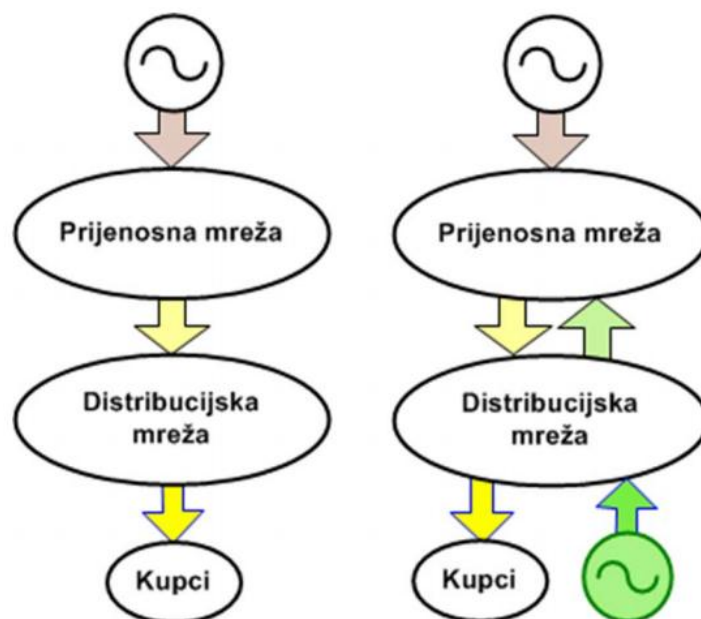 Prijenosna mreža
Distribucijska
mreža
Kupci
Prijenosna mreža
Distribucijska
mreža
Kupci